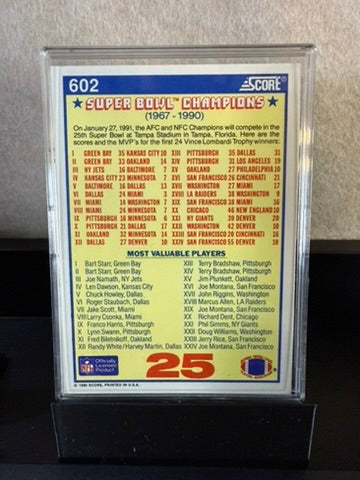 602
SCORE
SUPER BOWL™ CHAMPIONS
(1967 - 1990)
On January 27, 1991, the AFC and NFC Champions will compete in
the 25th Super Bowl at Tampa Stadium in Tampa, Florida. Here are the
scores and the MVP's for the first 24 Vince Lombardi Trophy winners:
I GREEN BAY 35 KANSAS CITY 10 XIII PITTSBURGH 35 DALLAS 31
II GREEN BAY 33 OAKLAND 14 XIV PITTSBURGH 31 LOS ANGELES 19
III NY JETS 16 BALTIMORE 7 XV OAKLAND 27 PHILADELPHIA 10
IV KANSAS CITY 23 MINNESOTA 7 XVI SAN FRANCISCO 26 CINCINNATI 21
V BALTIMORE 16 DALLAS 13 XVII WASHINGTON 27 MIAMI 17
VI DALLAS 24 MIAMI 3 XVIII LA RAIDERS 38 WASHINGTON 9
VII MIAMI 14 WASHINGTON 7 XIX SAN FRANCISCO 38 MIAMI 16
VIII MIAMI 24 MINNESOTA 7 XX CHICAGO 46 NEW ENGLAND 10
IX PITTSBURGH 16 MINNESOTA 6 XXI NY GIANTS 39 DENVER 20
X PITTSBURGH 21 DALLAS 17 XXII WASHINGTON 42 DENVER 10
XI OAKLAND 32 MINNESOTA 14 XXIII SAN FRANCISCO 20 CINCINNATI 16
XII DALLAS 27 DENVER 10 XXIV SAN FRANCISCO 55 DENVER 10
MOST VALUABLE PLAYERS
I Bart Starr, Green Bay XIII Terry Bradshaw, Pittsburgh
II Bart Starr, Green Bay XIV Terry Bradshaw, Pittsburgh
III Joe Namath, NY Jets XV Jim Plunkett, Oakland
IV Len Dawson, Kansas City XVI Joe Montana, San Francisco
V Chuck Howley, Dallas XVII John Riggins, Washington
VI Roger Staubach, Dallas XVIII Marcus Allen, LA Raiders
VII Jake Scott, Miami XIX Joe Montana, San Francisco
VIII Larry Csonka, Miami XX Richard Dent, Chicago
IX Franco Harris, Pittsburgh XXI Phil Simms, NY Giants
X Lynn Swann, Pittsburgh XXII Doug Williams, Washington
XI Fred Biletnikoff, Oakland XXIII Jerry Rice, San Francisco
XII Randy White/Harvey Martin, Dallas XXIV Joe Montana, San Francisco
NFL
Officially
Licensed
Product
25
© 1990 SCORE, PRINTED IN U.S.A.